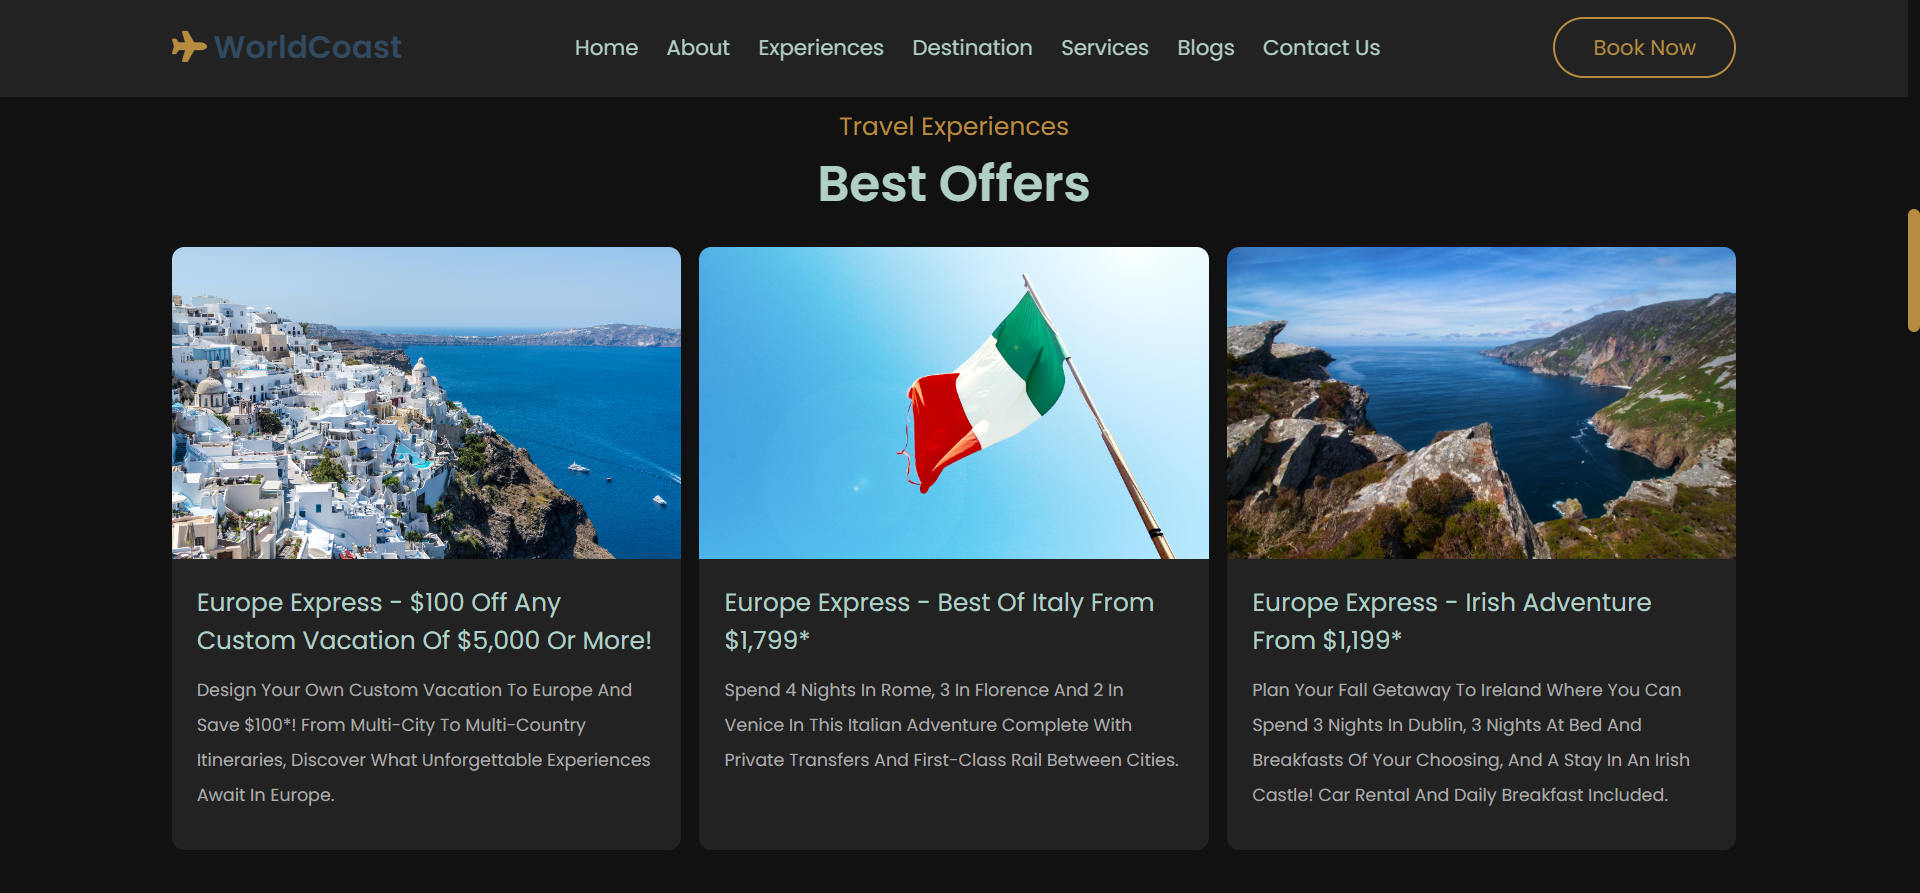 WorldCoast
Home About Experiences Destination Services Blogs Contact Us
Book Now
Travel Experiences
Best Offers
Europe Express - $100 Off Any
Custom Vacation Of $5,000 Or More!
Design Your Own Custom Vacation To Europe And
Save $100*! From Multi-City To Multi-Country
Itineraries, Discover What Unforgettable Experiences
Await In Europe.
Europe Express - Best Of Italy From
$1,799*
Spend 4 Nights In Rome, 3 In Florence And 2 In
Venice In This Italian Adventure Complete With
Private Transfers And First-Class Rail Between Cities.
Europe Express - Irish Adventure
From $1,199*
Plan Your Fall Getaway To Ireland Where You Can
Spend 3 Nights In Dublin, 3 Nights At Bed And
Breakfasts Of Your Choosing, And A Stay In An Irish
Castle! Car Rental And Daily Breakfast Included.